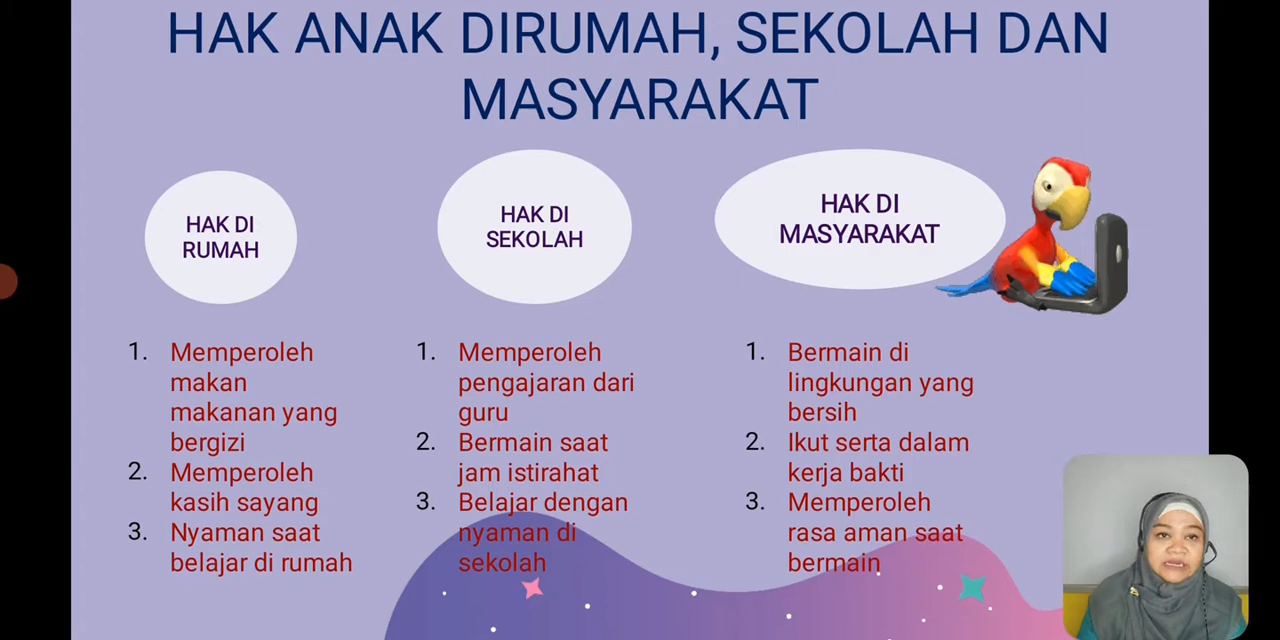 HAK ANAK DIRUMAH, SEKOLAH DAN
MASYARAKAT
HAK DI
RUMAH
1. Memperoleh
makan
makanan yang
bergizi
2. Memperoleh
kasih sayang
3. Nyaman saat
belajar di rumah
HAK DI
SEKOLAH
1. Memperoleh
pengajaran dari
guru
2. Bermain saat
jam istirahat
3. Belajar dengan
nyaman di
sekolah
HAK DI
MASYARAKAT
1. Bermain di
lingkungan yang
bersih
2. Ikut serta dalam
kerja bakti
3. Memperoleh
rasa aman saat
bermain